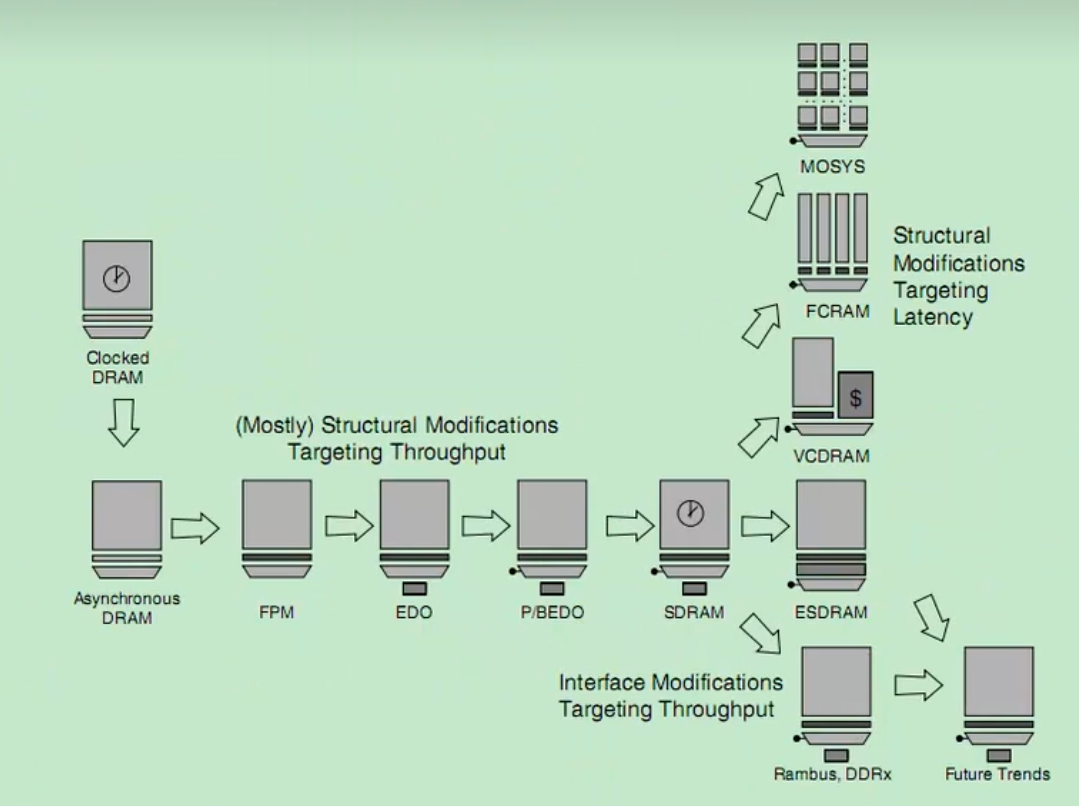 MOSYS
Structural
Modifications
Targeting
Latency
FCRAM
Clocked
DRAM
$
VCDRAM
(Mostly) Structural Modifications
Targeting Throughput
Asynchronous
DRAM
FPM
EDO
P/BEDO
SDRAM
ESDRAM
Interface Modifications
Targeting Throughput
Rambus, DDRx
Future Trends